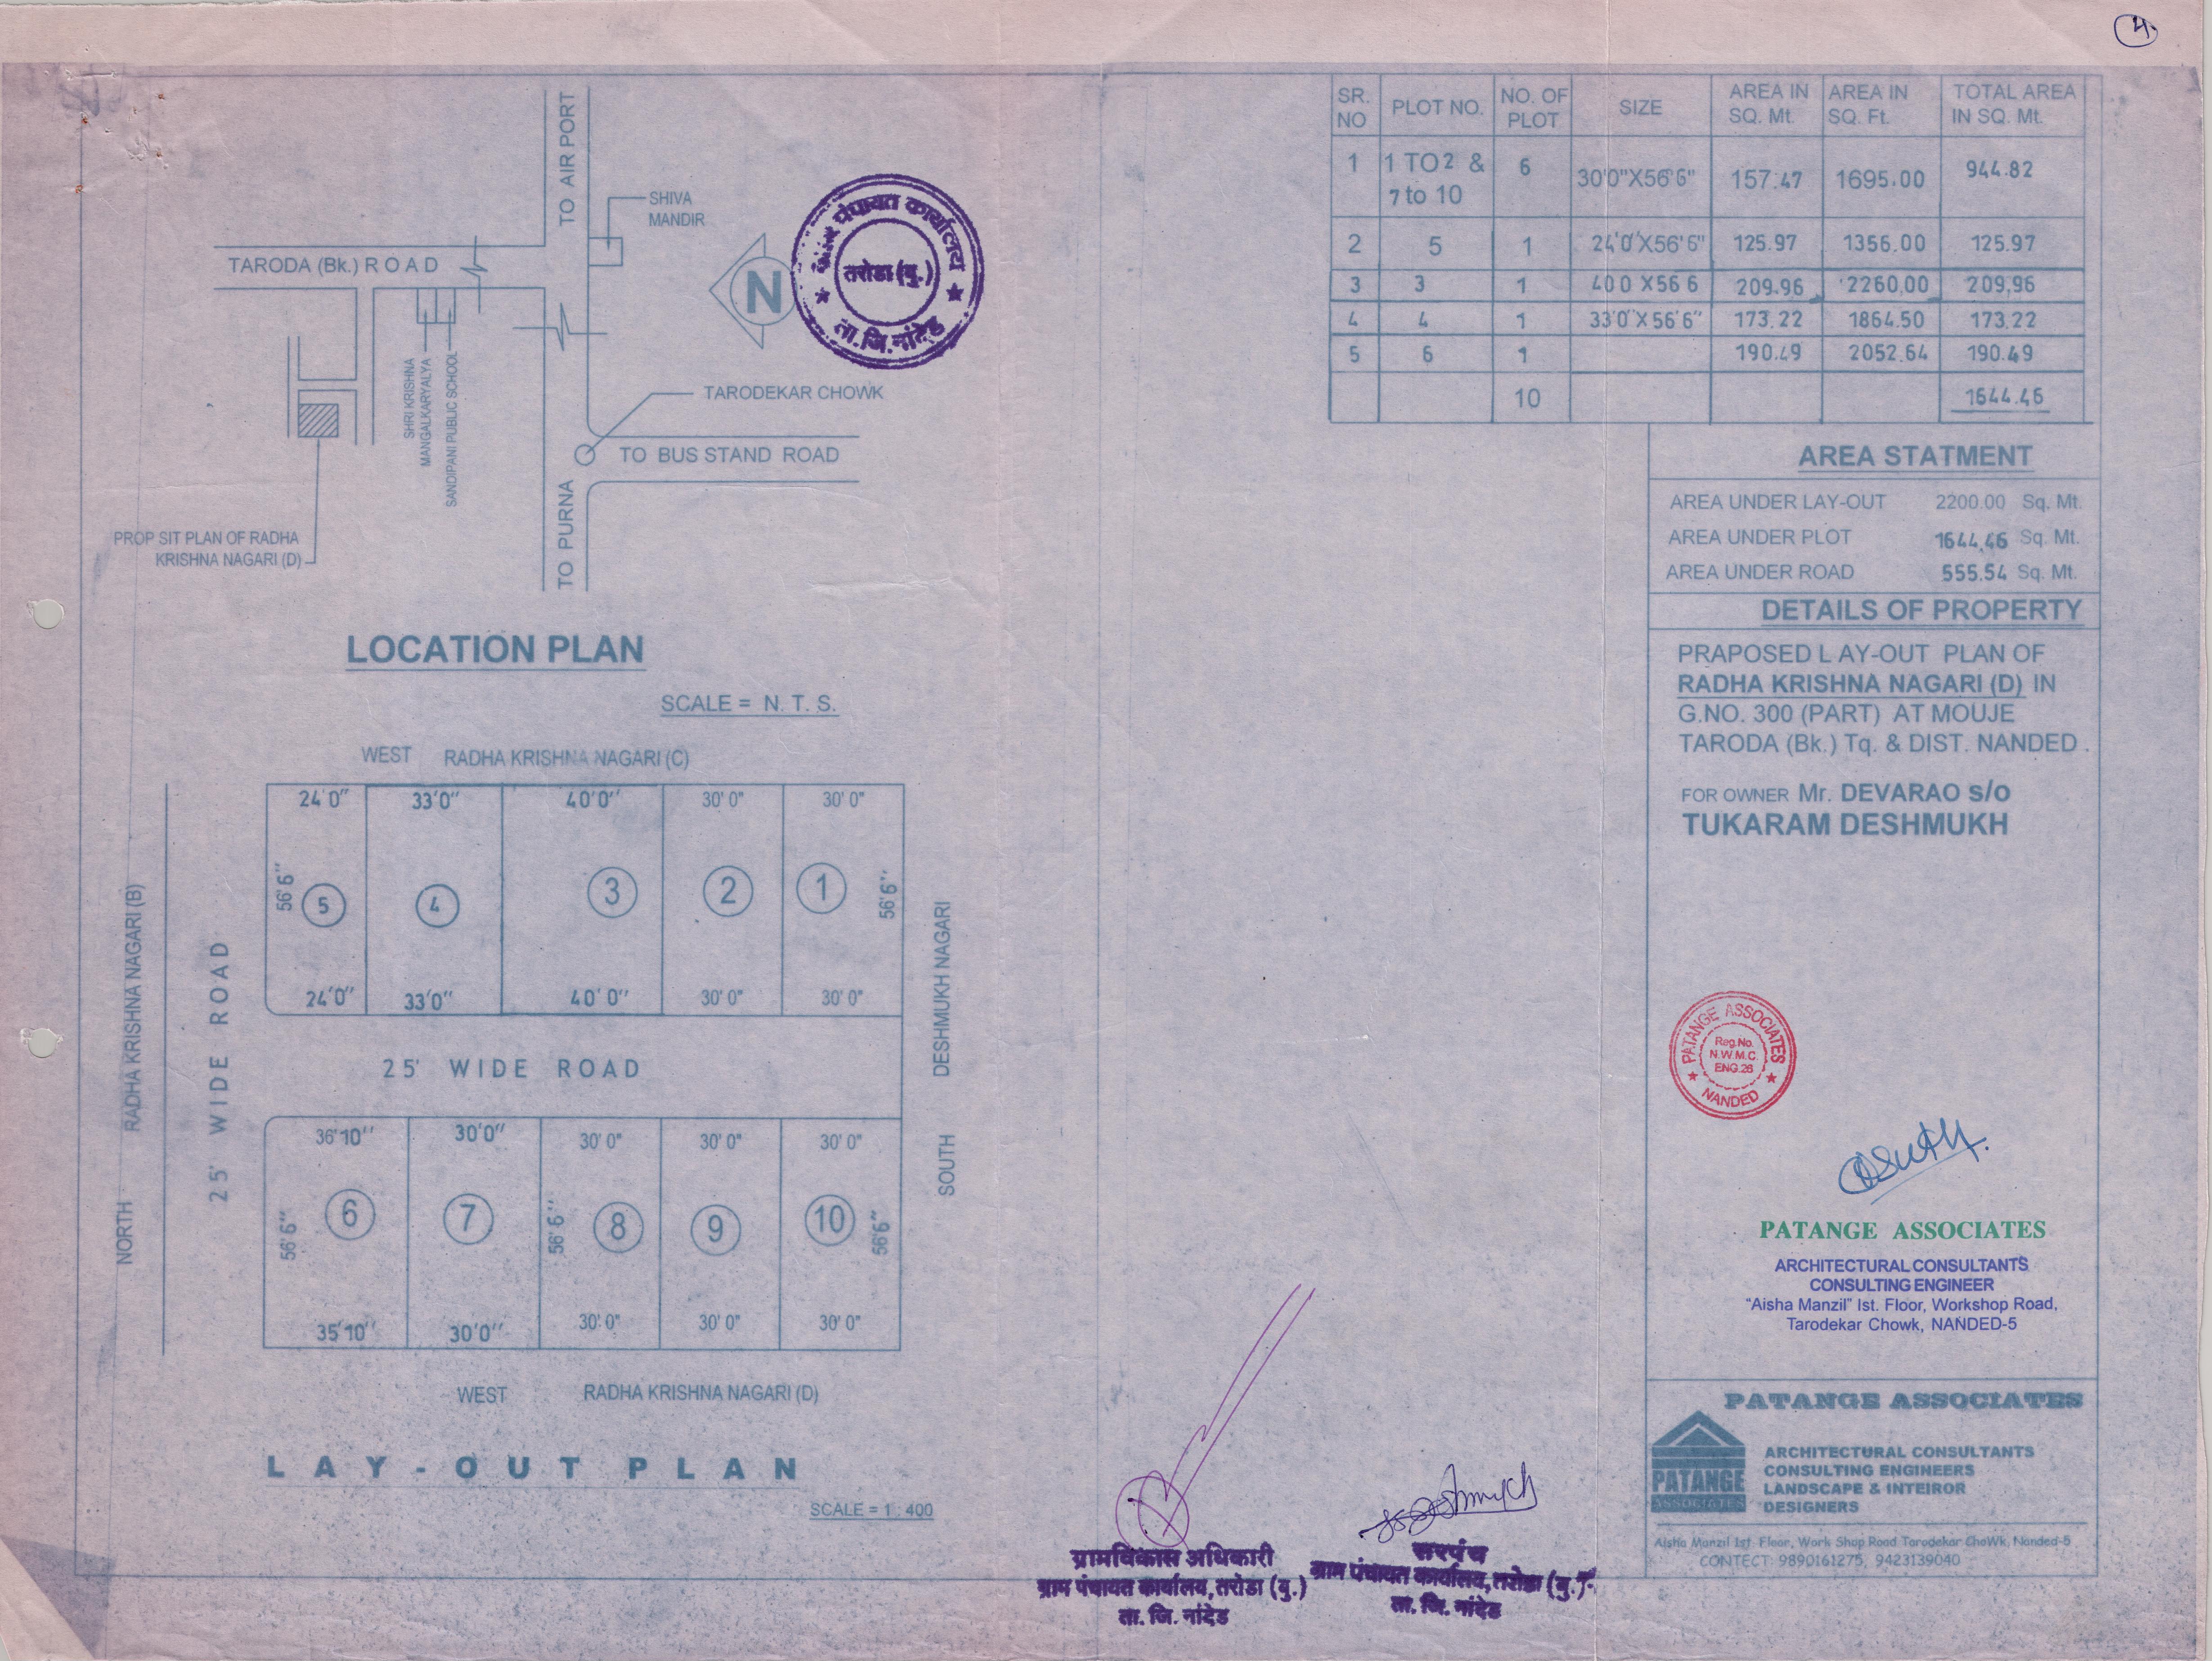 4.
TO AIR PORT
SHIVA
MANDIR
TARODA (Bk.) ROAD
N
पंचायत कार्यालय
तरोडा (बु.)
ता.जि.नांदेड
SHRI KRISHNA
MANGALKARYALYA
SANDIPANI PUBLIC SCHOOL
TARODEKAR CHOWK
TO BUS STAND ROAD
TO PURNA
PROP SIT PLAN OF RADHA
KRISHNA NAGARI (D)
LOCATION PLAN
SCALE = N. T. S.
WEST RADHA KRISHNA NAGARI (C)
24'0" 33'0" 40'0" 30' 0" 30' 0"
56'6" 5 4 3 2 1 56'6"
24'0" 33'0" 40'0" 30' 0" 30' 0"
NORTH RADHA KRISHNA NAGARI (B)
25' WIDE ROAD
25' WIDE ROAD
SOUTH DESHMUKH NAGARI
36'10" 30'0" 30' 0" 30' 0" 30' 0"
56'6" 6 7 56'6" 8 9 10 56'6"
35'10" 30'0" 30' 0" 30' 0" 30' 0"
WEST RADHA KRISHNA NAGARI (D)
LAY-OUT PLAN
SCALE = 1 : 400
SR. NO PLOT NO. NO. OF PLOT SIZE AREA IN SQ. Mt. AREA IN SQ. Ft. TOTAL AREA IN SQ. Mt.
1 1 TO 2 & 7 to 10 6 30'0"X56'6" 157.47 1695.00 944.82
2 5 1 24'0"X56'6" 125.97 1356.00 125.97
3 3 1 400 X56 6 209.96 2260,00 209,96
4 4 1 33'0"X56'6" 173.22 1864.50 173.22
5 6 1 190.49 2052.64 190.49
10 1644.46
AREA STATMENT
AREA UNDER LAY-OUT 2200.00 Sq. Mt.
AREA UNDER PLOT 1644.46 Sq. Mt.
AREA UNDER ROAD 555.54 Sq. Mt.
DETAILS OF PROPERTY
PRAPOSED LAY-OUT PLAN OF
RADHA KRISHNA NAGARI (D) IN
G.NO. 300 (PART) AT MOUJE
TARODA (Bk.) Tq. & DIST. NANDED.
FOR OWNER Mr. DEVARAO s/o
TUKARAM DESHMUKH
PATANGE ASSOCIATES
Reg.No.
N.W.M.C.
ENG.26
NANDED
PATANGE ASSOCIATES
ARCHITECTURAL CONSULTANTS
CONSULTING ENGINEER
"Aisha Manzil" Ist. Floor, Workshop Road,
Tarodekar Chowk, NANDED-5
PATANGE ASSOCIATES
PATANGE
ASSOCIATES
ARCHITECTURAL CONSULTANTS
CONSULTING ENGINEERS
LANDSCAPE & INTEIROR
DESIGNERS
Aisha Manzil Ist Floor, Work Shop Road Tarodekar ChoWk, Nanded-5
CONTECT: 9890161275, 9423139040
ग्रामविकास अधिकारी
ग्राम पंचायत कार्यालय,तरोडा (बु.)
ता. जि. नांदेड
सरपंच
ग्राम पंचायत कार्यालय,तरोडा (बु.)
ता. जि. नांदेड